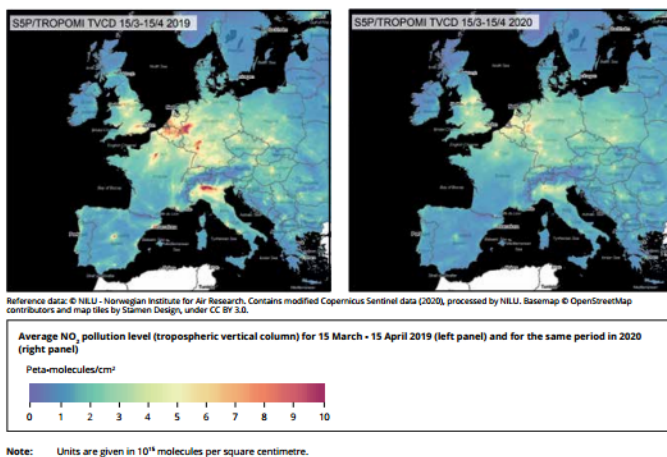 S5P/TROPOMI TVCD 15/3-15/4 2019
S5P/TROPOMI TVCD 15/3-15/4 2020
Reference data: © NILU - Norwegian Institute for Air Research. Contains modified Copernicus Sentinel data (2020), processed by NILU. Basemap © OpenStreetMap
contributors and map tiles by Stamen Design, under CC BY 3.0.
Average NO₂ pollution level (tropospheric vertical column) for 15 March - 15 April 2019 (left panel) and for the same period in 2020
(right panel)
Peta-molecules/cm²
0 1 2 3 4 5 6 7 8 9 10
Note: Units are given in 10¹⁵ molecules per square centimetre.